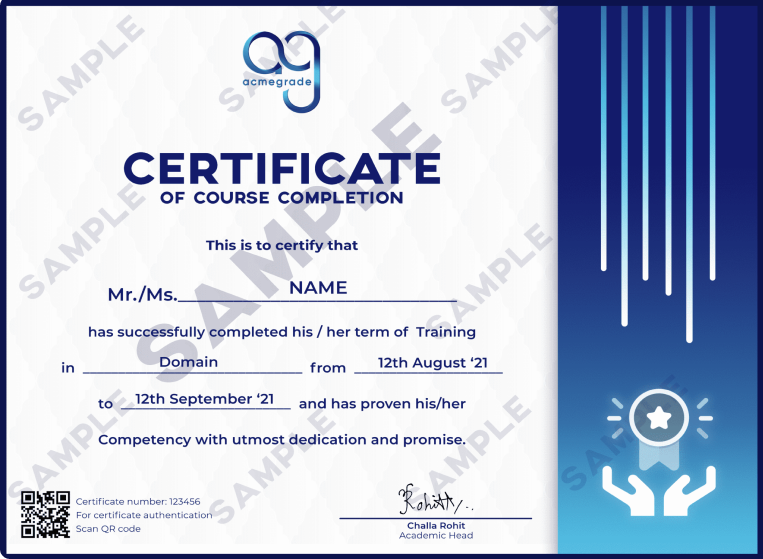 ag
acmegrade
CERTIFICATE
OF COURSE COMPLETION
This is to certify that
Mr./Ms. NAME
has successfully completed his / her term of Training
in Domain from 12th August ‘21
to 12th September ‘21 and has proven his/her
Competency with utmost dedication and promise.
Certificate number: 123456
For certificate authentication
Scan QR code
Rohit
Challa Rohit
Academic Head
SAMPLE
SAMPLE
SAMPLE
SAMPLE
SAMPLE
SAMPLE
SAMPLE
SAMPLE
SAMPLE
SAMPLE